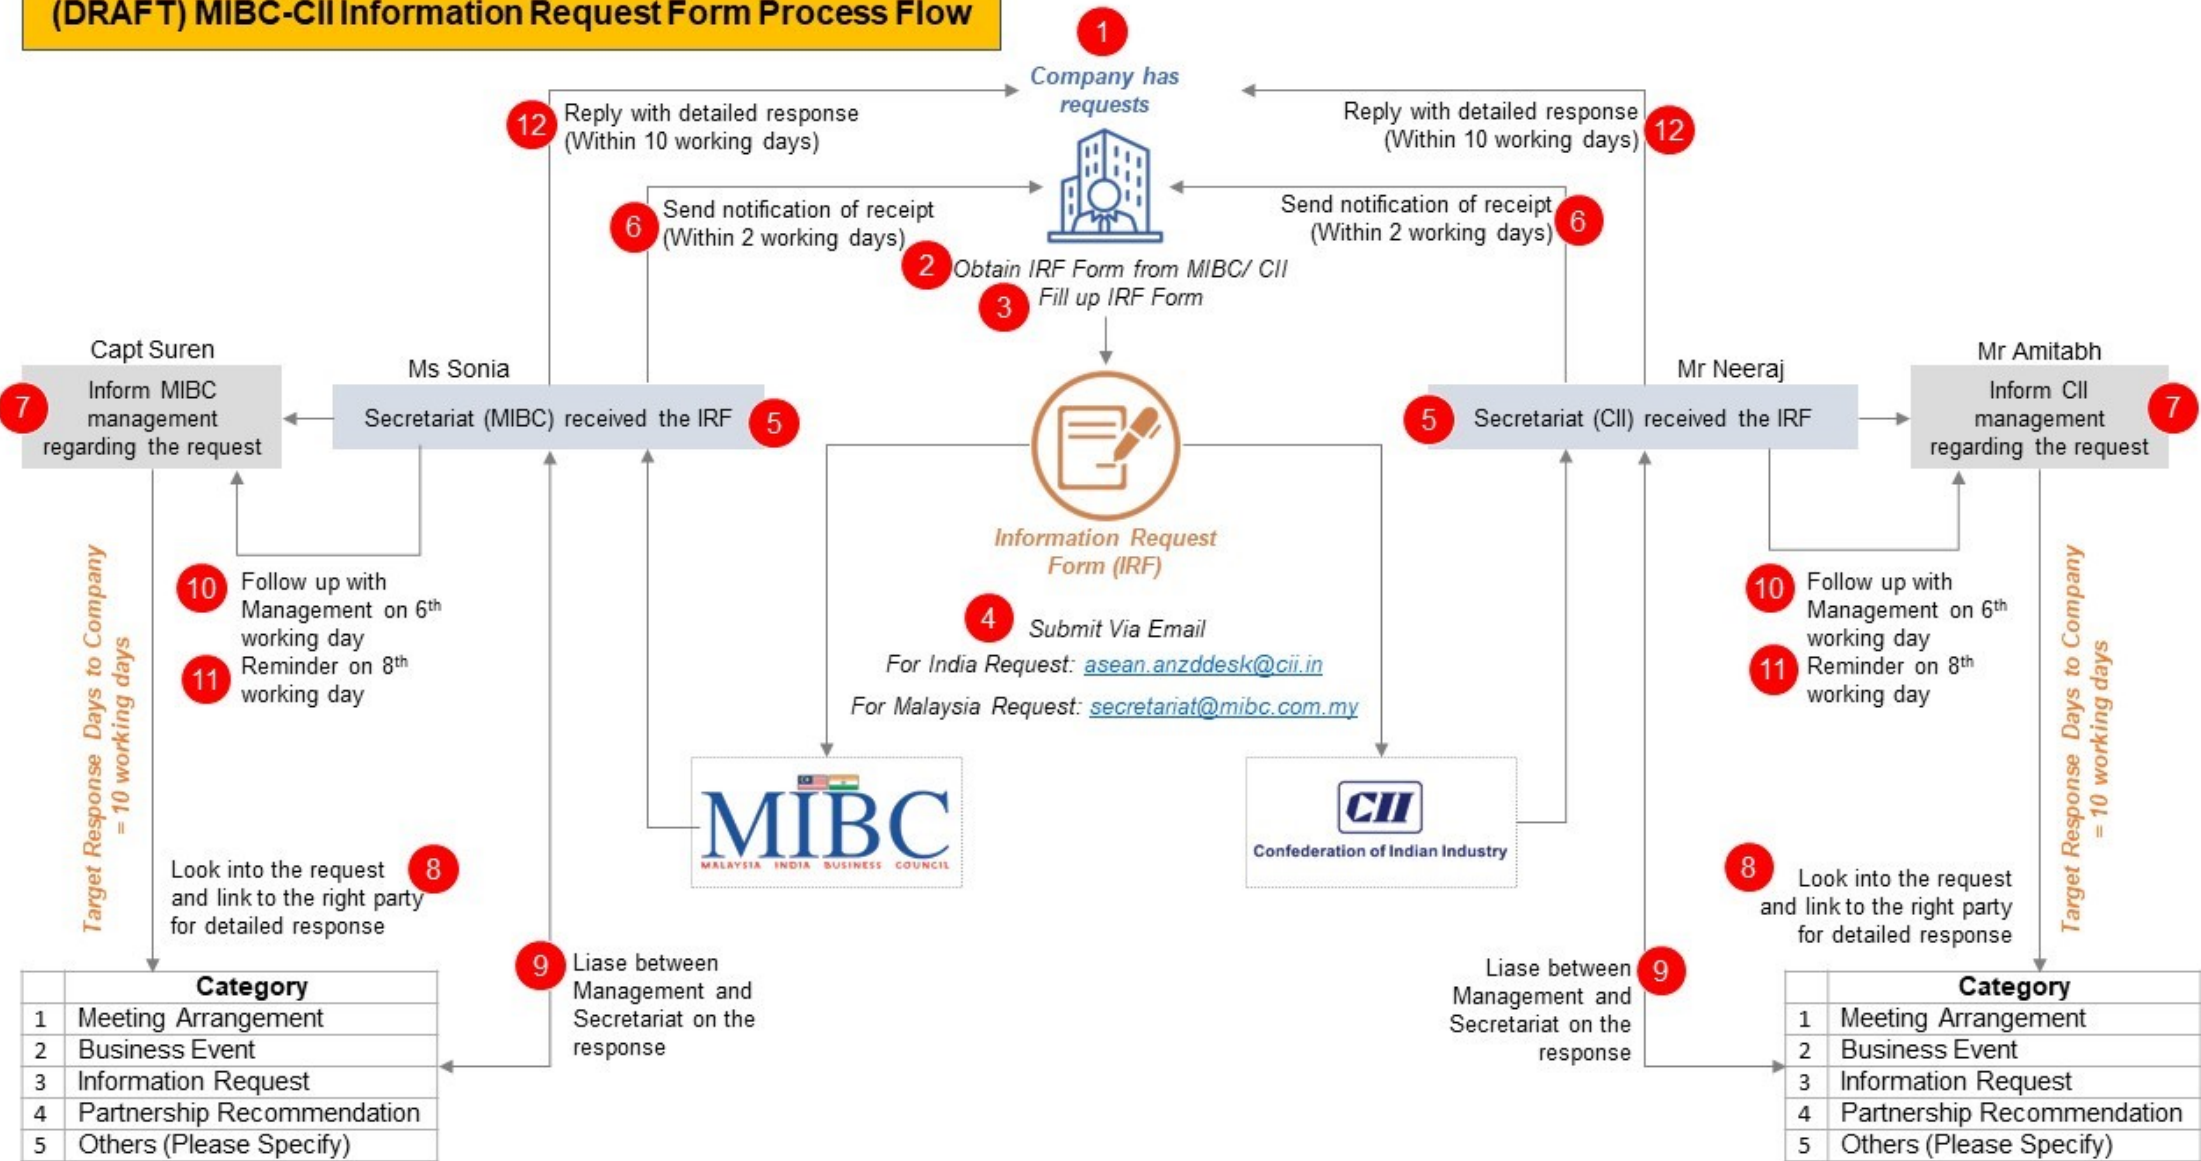 (DRAFT) MIBC-CII Information Request Form Process Flow
1
Company has
requests
12
Reply with detailed response
(Within 10 working days)
Reply with detailed response
(Within 10 working days)
12
6
Send notification of receipt
(Within 2 working days)
Send notification of receipt
(Within 2 working days)
6
2
Obtain IRF Form from MIBC/ CII
3
Fill up IRF Form
Capt Suren
7
Inform MIBC
management
regarding the request
Ms Sonia
Secretariat (MIBC) received the IRF
5
Mr Neeraj
5
Secretariat (CII) received the IRF
Mr Amitabh
Inform CII
management
regarding the request
7
Information Request
Form (IRF)
4
Submit Via Email
For India Request: asean.anzddesk@cii.in
For Malaysia Request: secretariat@mibc.com.my
Target Response Days to Company
= 10 working days
10
Follow up with
Management on 6th
working day
11
Reminder on 8th
working day
10
Follow up with
Management on 6th
working day
11
Reminder on 8th
working day
Target Response Days to Company
= 10 working days
MIBC
MALAYSIA INDIA BUSINESS COUNCIL
CII
Confederation of Indian Industry
Look into the request
and link to the right party
for detailed response
8
8
Look into the request
and link to the right party
for detailed response
9
Liase between
Management and
Secretariat on the
response
Liase between
Management and
Secretariat on the
response
9
Category
1 Meeting Arrangement
2 Business Event
3 Information Request
4 Partnership Recommendation
5 Others (Please Specify)
Category
1 Meeting Arrangement
2 Business Event
3 Information Request
4 Partnership Recommendation
5 Others (Please Specify)